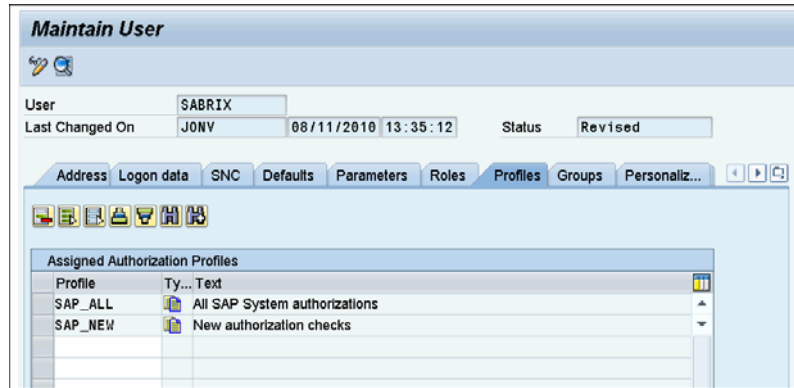 Maintain User
User SABRIX
Last Changed On JONV 08/11/2010 13:35:12 Status Revised
Address Logon data SNC Defaults Parameters Roles Profiles Groups Personaliz...
Assigned Authorization Profiles
Profile Ty... Text
SAP_ALL All SAP System authorizations
SAP_NEW New authorization checks